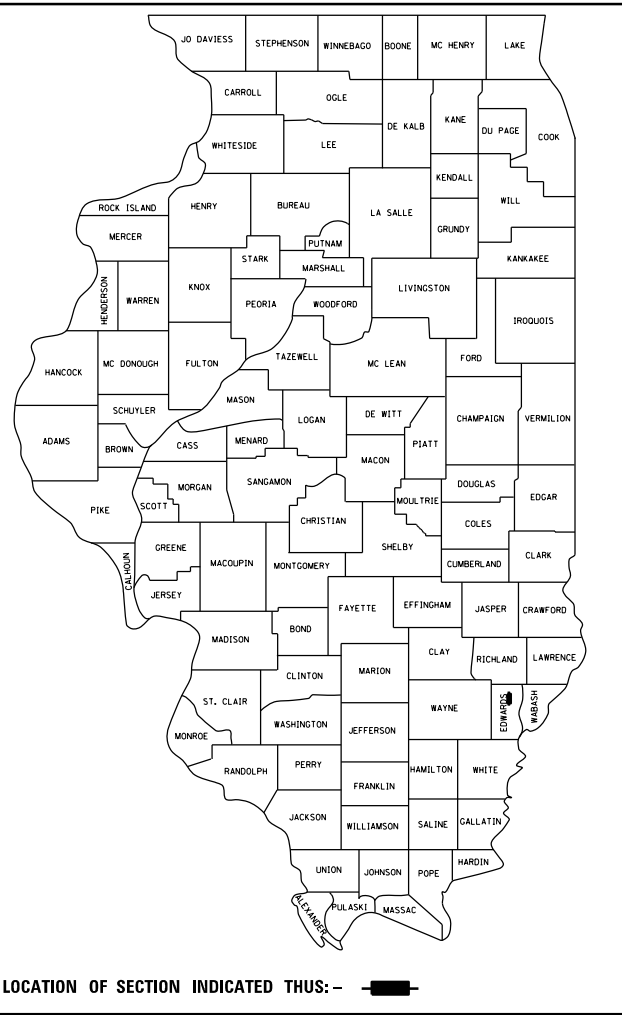 JO DAVIESS
STEPHENSON
WINNEBAGO
BOONE
MC HENRY
LAKE
CARROLL
OGLE
DE KALB
KANE
DU PAGE
COOK
WHITESIDE
LEE
KENDALL
WILL
ROCK ISLAND
HENRY
BUREAU
LA SALLE
GRUNDY
MERCER
PUTNAM
STARK
MARSHALL
KANKAKEE
HENDERSON
WARREN
KNOX
PEORIA
WOODFORD
LIVINGSTON
IROQUOIS
HANCOCK
MC DONOUGH
FULTON
TAZEWELL
MC LEAN
FORD
SCHUYLER
MASON
LOGAN
DE WITT
CHAMPAIGN
VERMILION
ADAMS
BROWN
CASS
MENARD
PIATT
MACON
PIKE
SCOTT
MORGAN
SANGAMON
MOULTRIE
DOUGLAS
EDGAR
CHRISTIAN
COLES
CALHOUN
GREENE
MACOUPIN
MONTGOMERY
SHELBY
CUMBERLAND
CLARK
JERSEY
FAYETTE
EFFINGHAM
JASPER
CRAWFORD
MADISON
BOND
CLAY
RICHLAND
LAWRENCE
CLINTON
MARION
ST. CLAIR
WAYNE
EDWARDS
WABASH
MONROE
WASHINGTON
JEFFERSON
RANDOLPH
PERRY
HAMILTON
WHITE
FRANKLIN
JACKSON
WILLIAMSON
SALINE
GALLATIN
UNION
JOHNSON
POPE
HARDIN
ALEXANDER
PULASKI
MASSAC
LOCATION OF SECTION INDICATED THUS: –